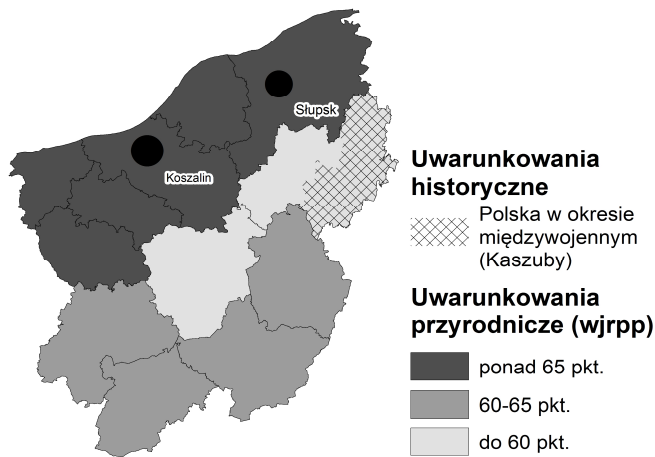 Słupsk
Koszalin
Uwarunkowania
historyczne
Polska w okresie
międzywojennym
(Kaszuby)
Uwarunkowania
przyrodnicze (wjrpp)
ponad 65 pkt.
60-65 pkt.
do 60 pkt.